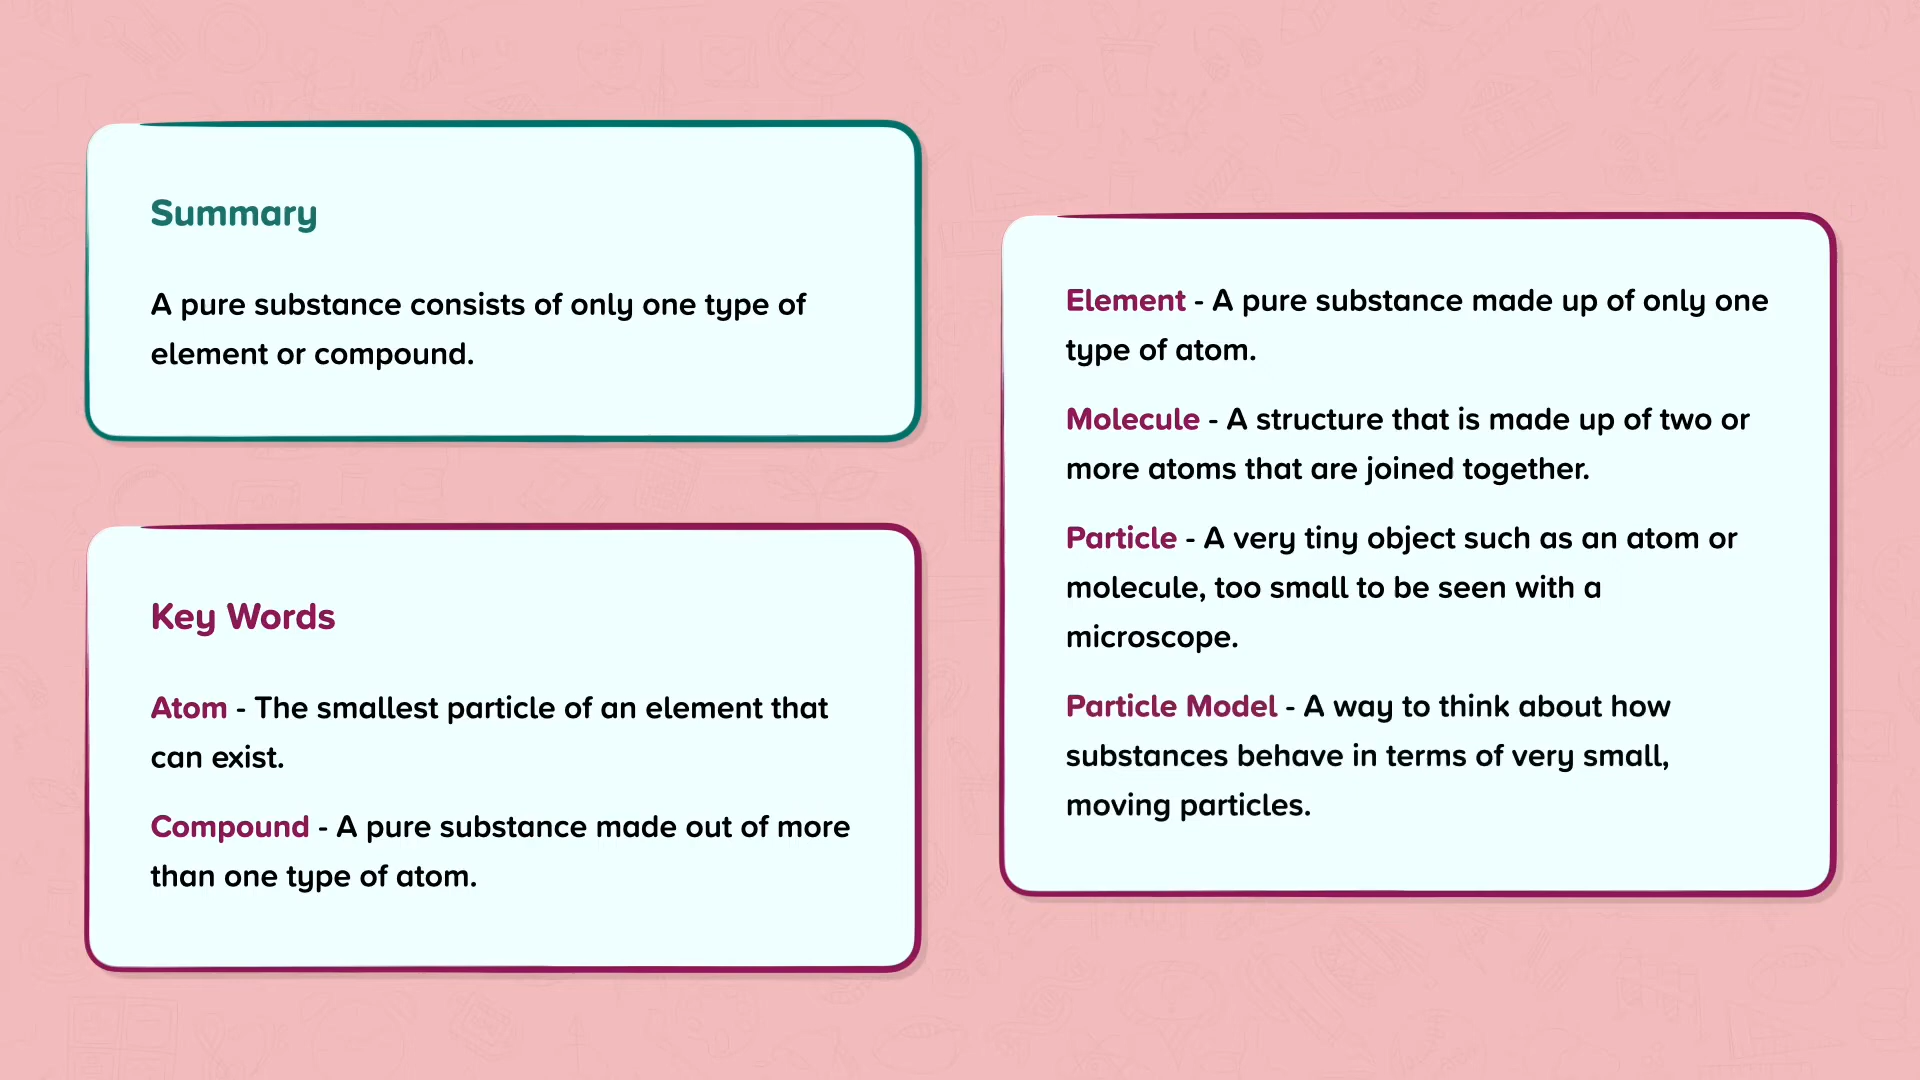 Summary
A pure substance consists of only one type of
element or compound.
Key Words
Atom - The smallest particle of an element that
can exist.
Compound - A pure substance made out of more
than one type of atom.
Element - A pure substance made up of only one
type of atom.
Molecule - A structure that is made up of two or
more atoms that are joined together.
Particle - A very tiny object such as an atom or
molecule, too small to be seen with a
microscope.
Particle Model - A way to think about how
substances behave in terms of very small,
moving particles.